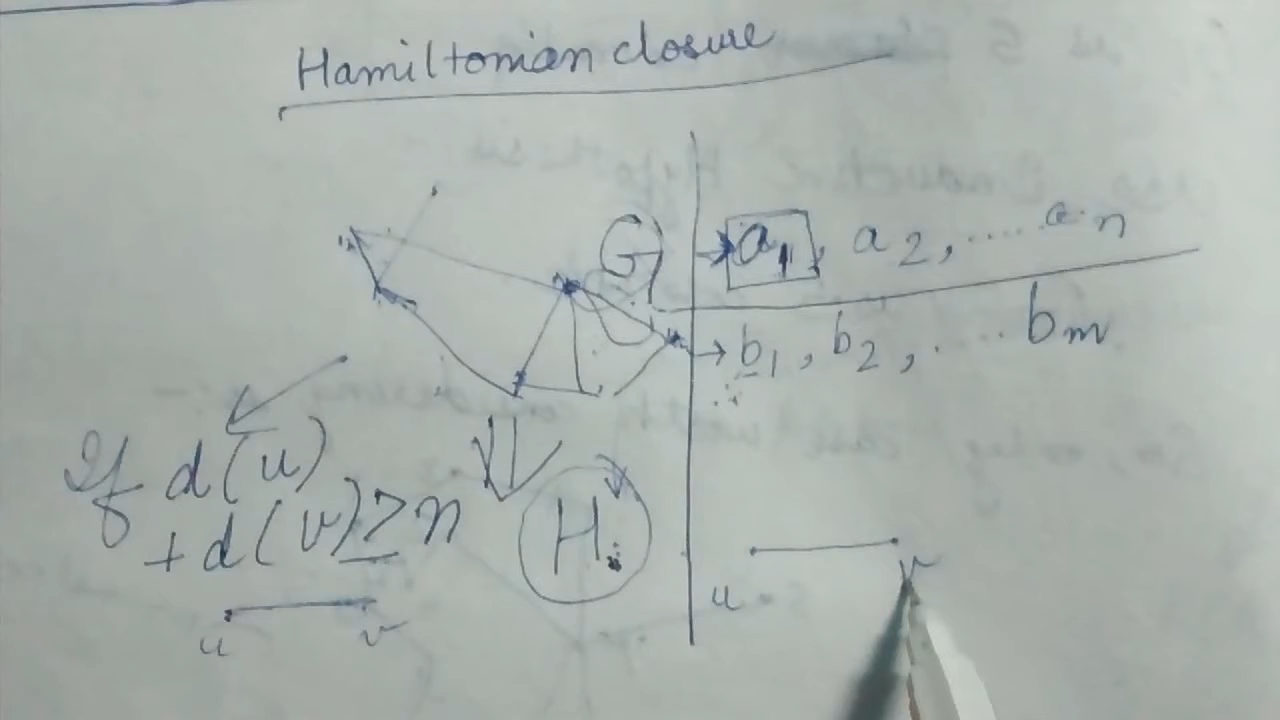 Hamiltonian closure
G
→ a1, a2, ..... an
→ b1, b2, .... bm
If d(u)
+ d(v) ≥ n
H
u v
u v